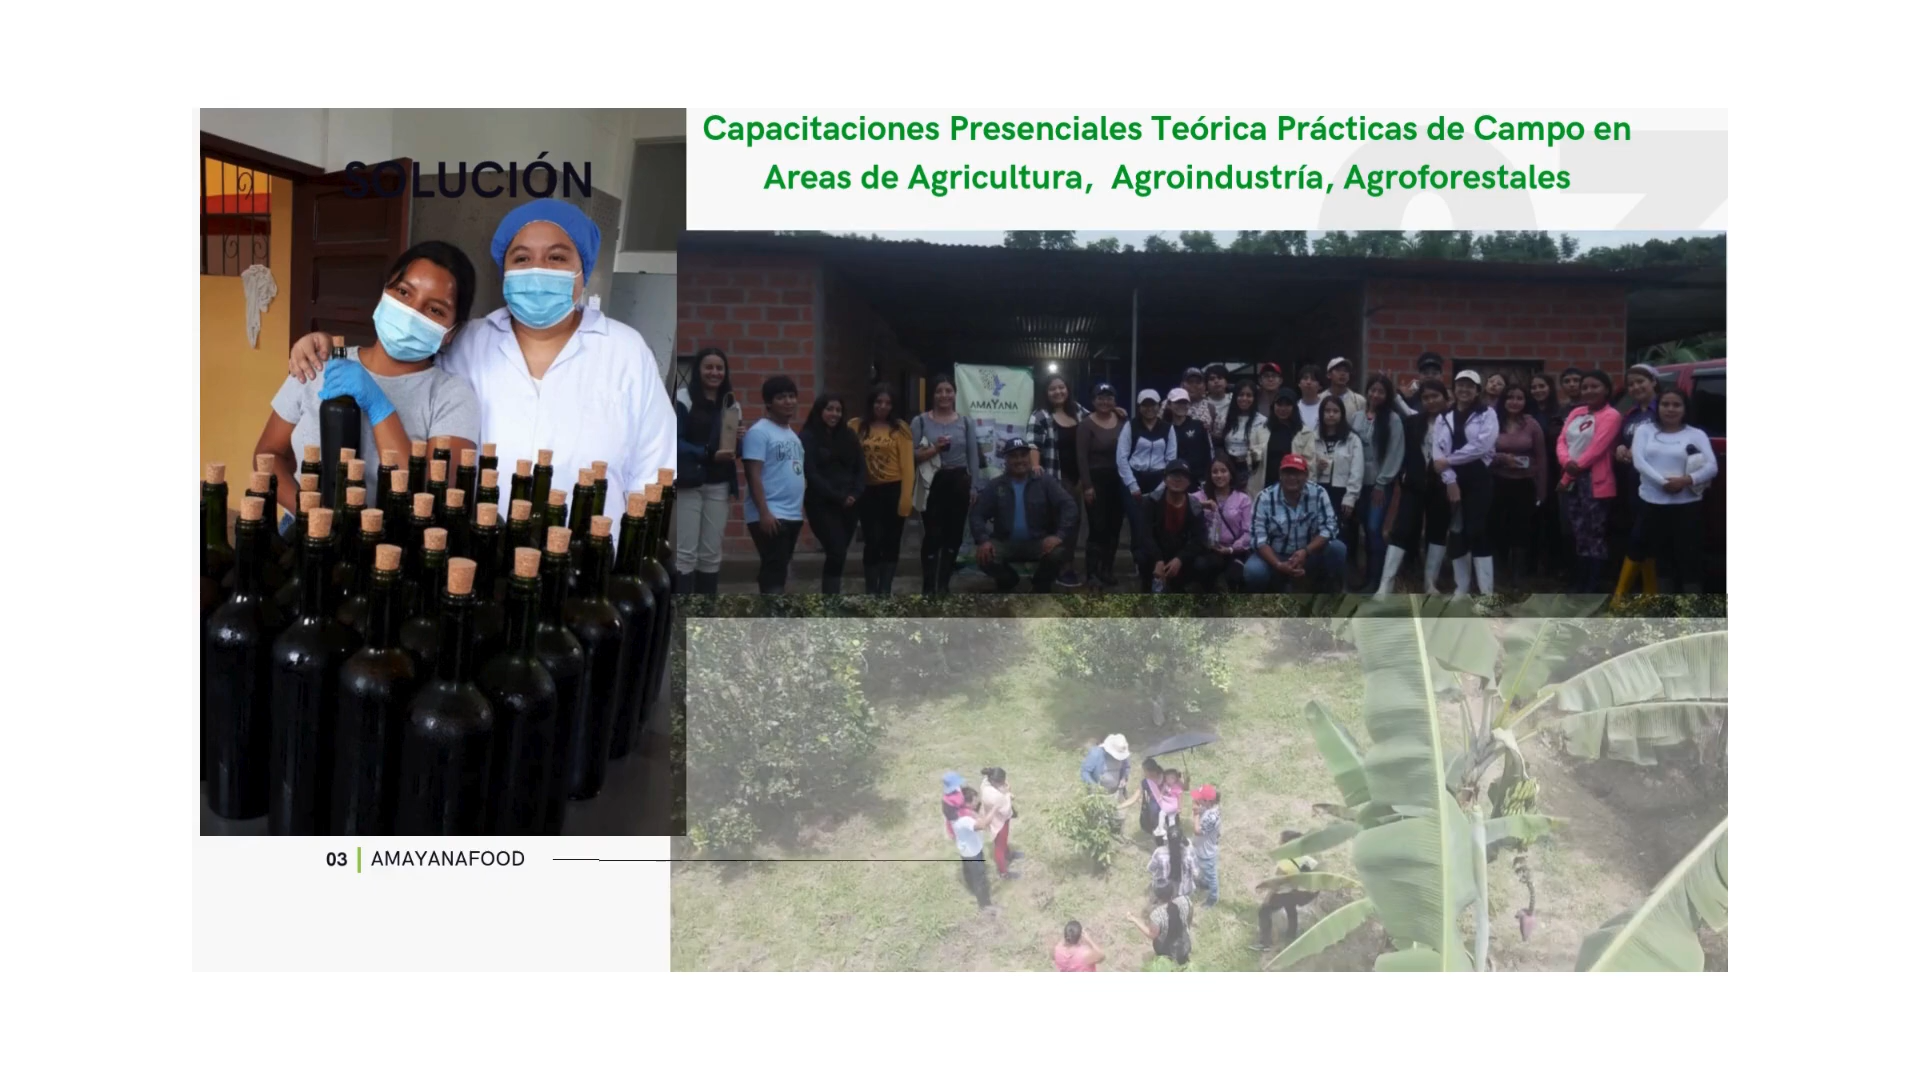 SOLUCIÓN
Capacitaciones Presenciales Teórica Prácticas de Campo en
Areas de Agricultura, Agroindustría, Agroforestales
AMAYANA
03 | AMAYANAFOOD